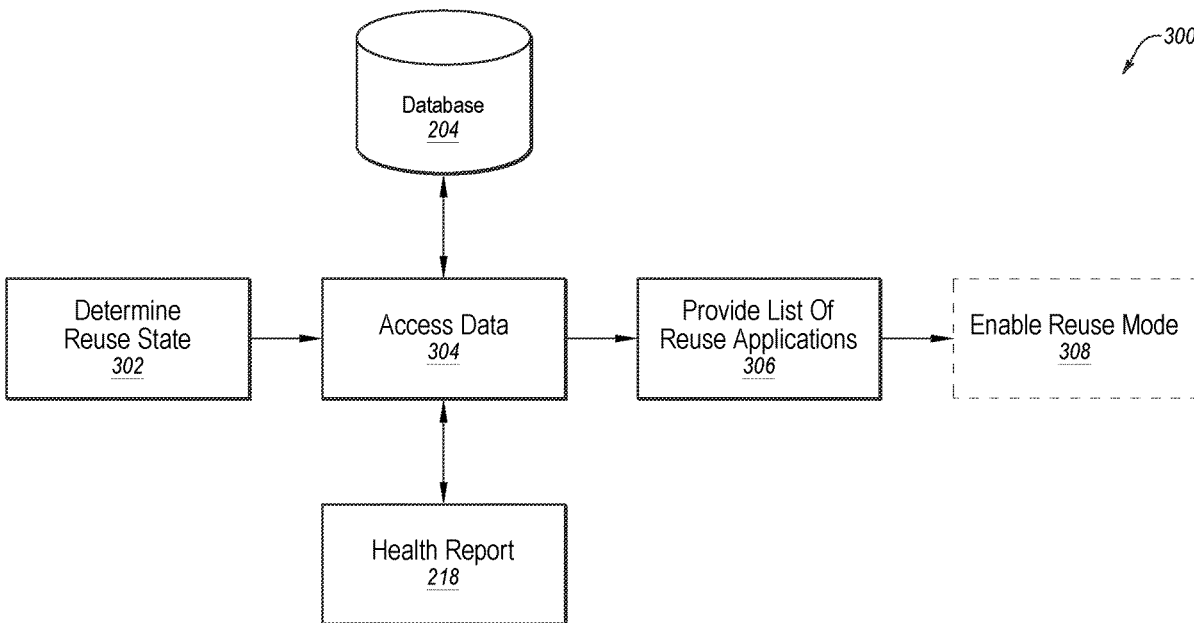 300
Database
204
Determine
Reuse State
302
Access Data
304
Provide List Of
Reuse Applications
306
Enable Reuse Mode
308
Health Report
218